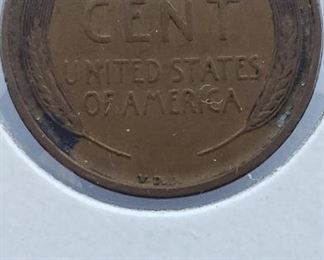 CENT
UNITED STATES
OF AMERICA
V.D.B.